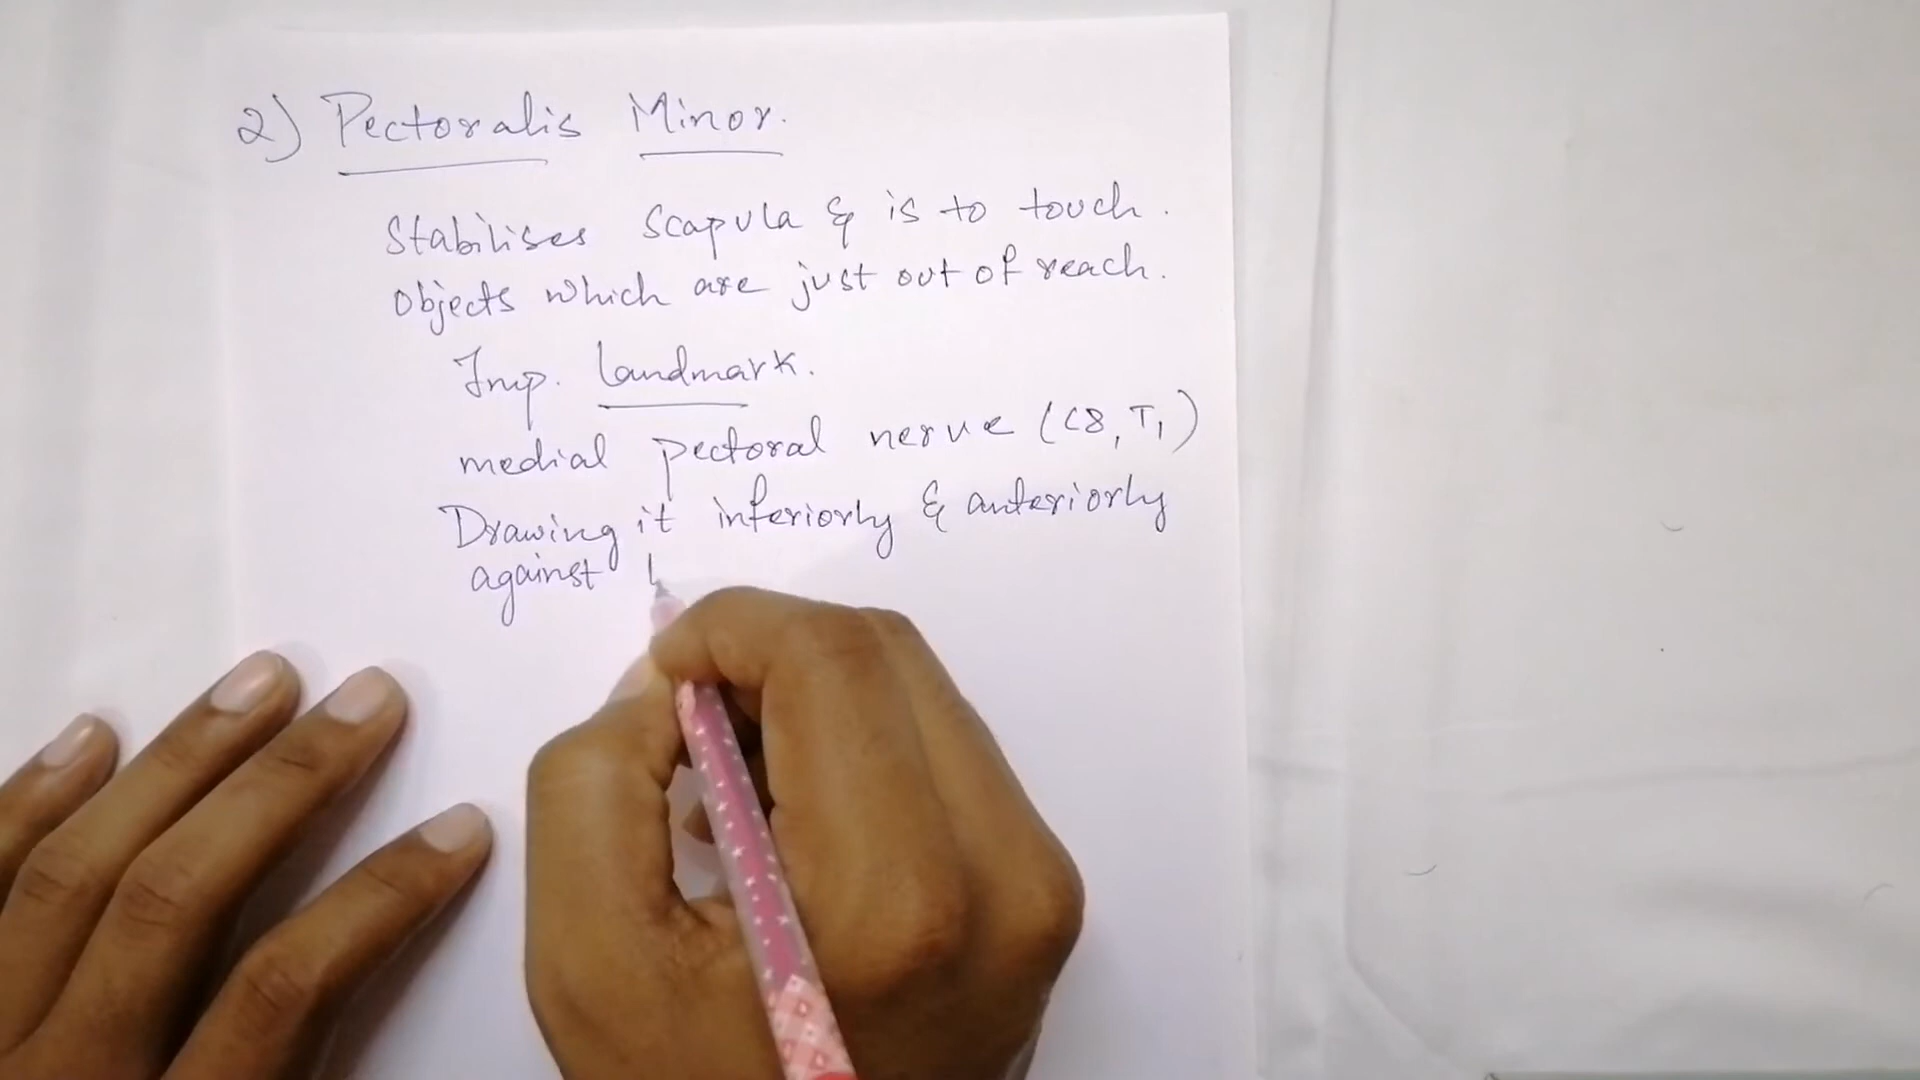 2) Pectoralis Minor.
Stabilises Scapula & is to touch.
objects which are just out of reach.
Imp. Landmark.
medial pectoral nerve (C8, T1)
Drawing it inferiorly & anteriorly
against